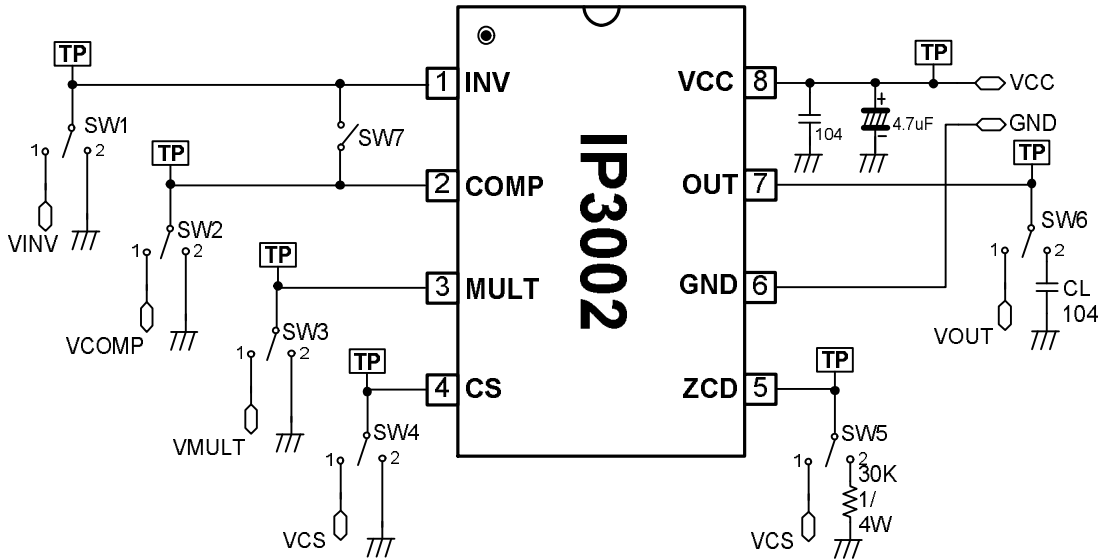 TP
1 INV
SW1
1 2
VINV
SW7
TP
2 COMP
SW2
1 2
VCOMP
TP
3 MULT
SW3
1 2
VMULT
TP
4 CS
SW4
1 2
VCS
IP3002
TP
VCC 8
VCC
104
+
4.7uF
−
GND
TP
OUT 7
SW6
1 2
VOUT
CL
104
GND 6
TP
ZCD 5
SW5
1 2
VCS
30K
1/
4W